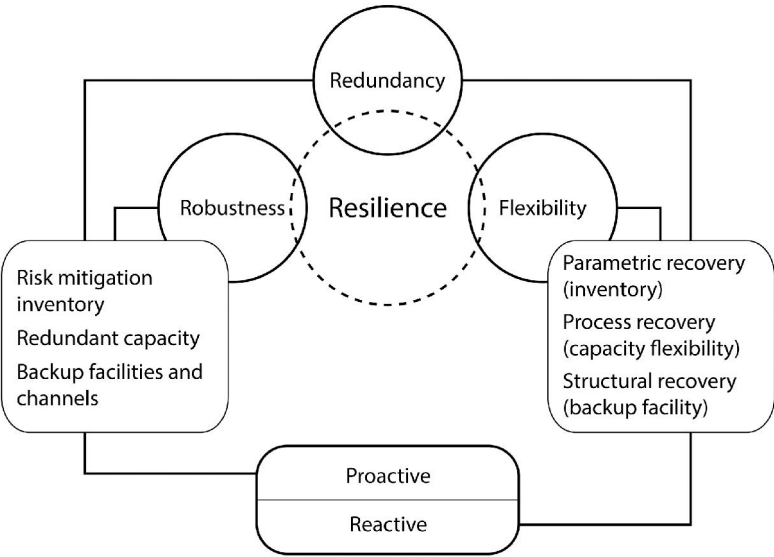 Redundancy
Robustness
Resilience
Flexibility
Risk mitigation
inventory
Redundant capacity
Backup facilities and
channels
Parametric recovery
(inventory)
Process recovery
(capacity flexibility)
Structural recovery
(backup facility)
Proactive
Reactive